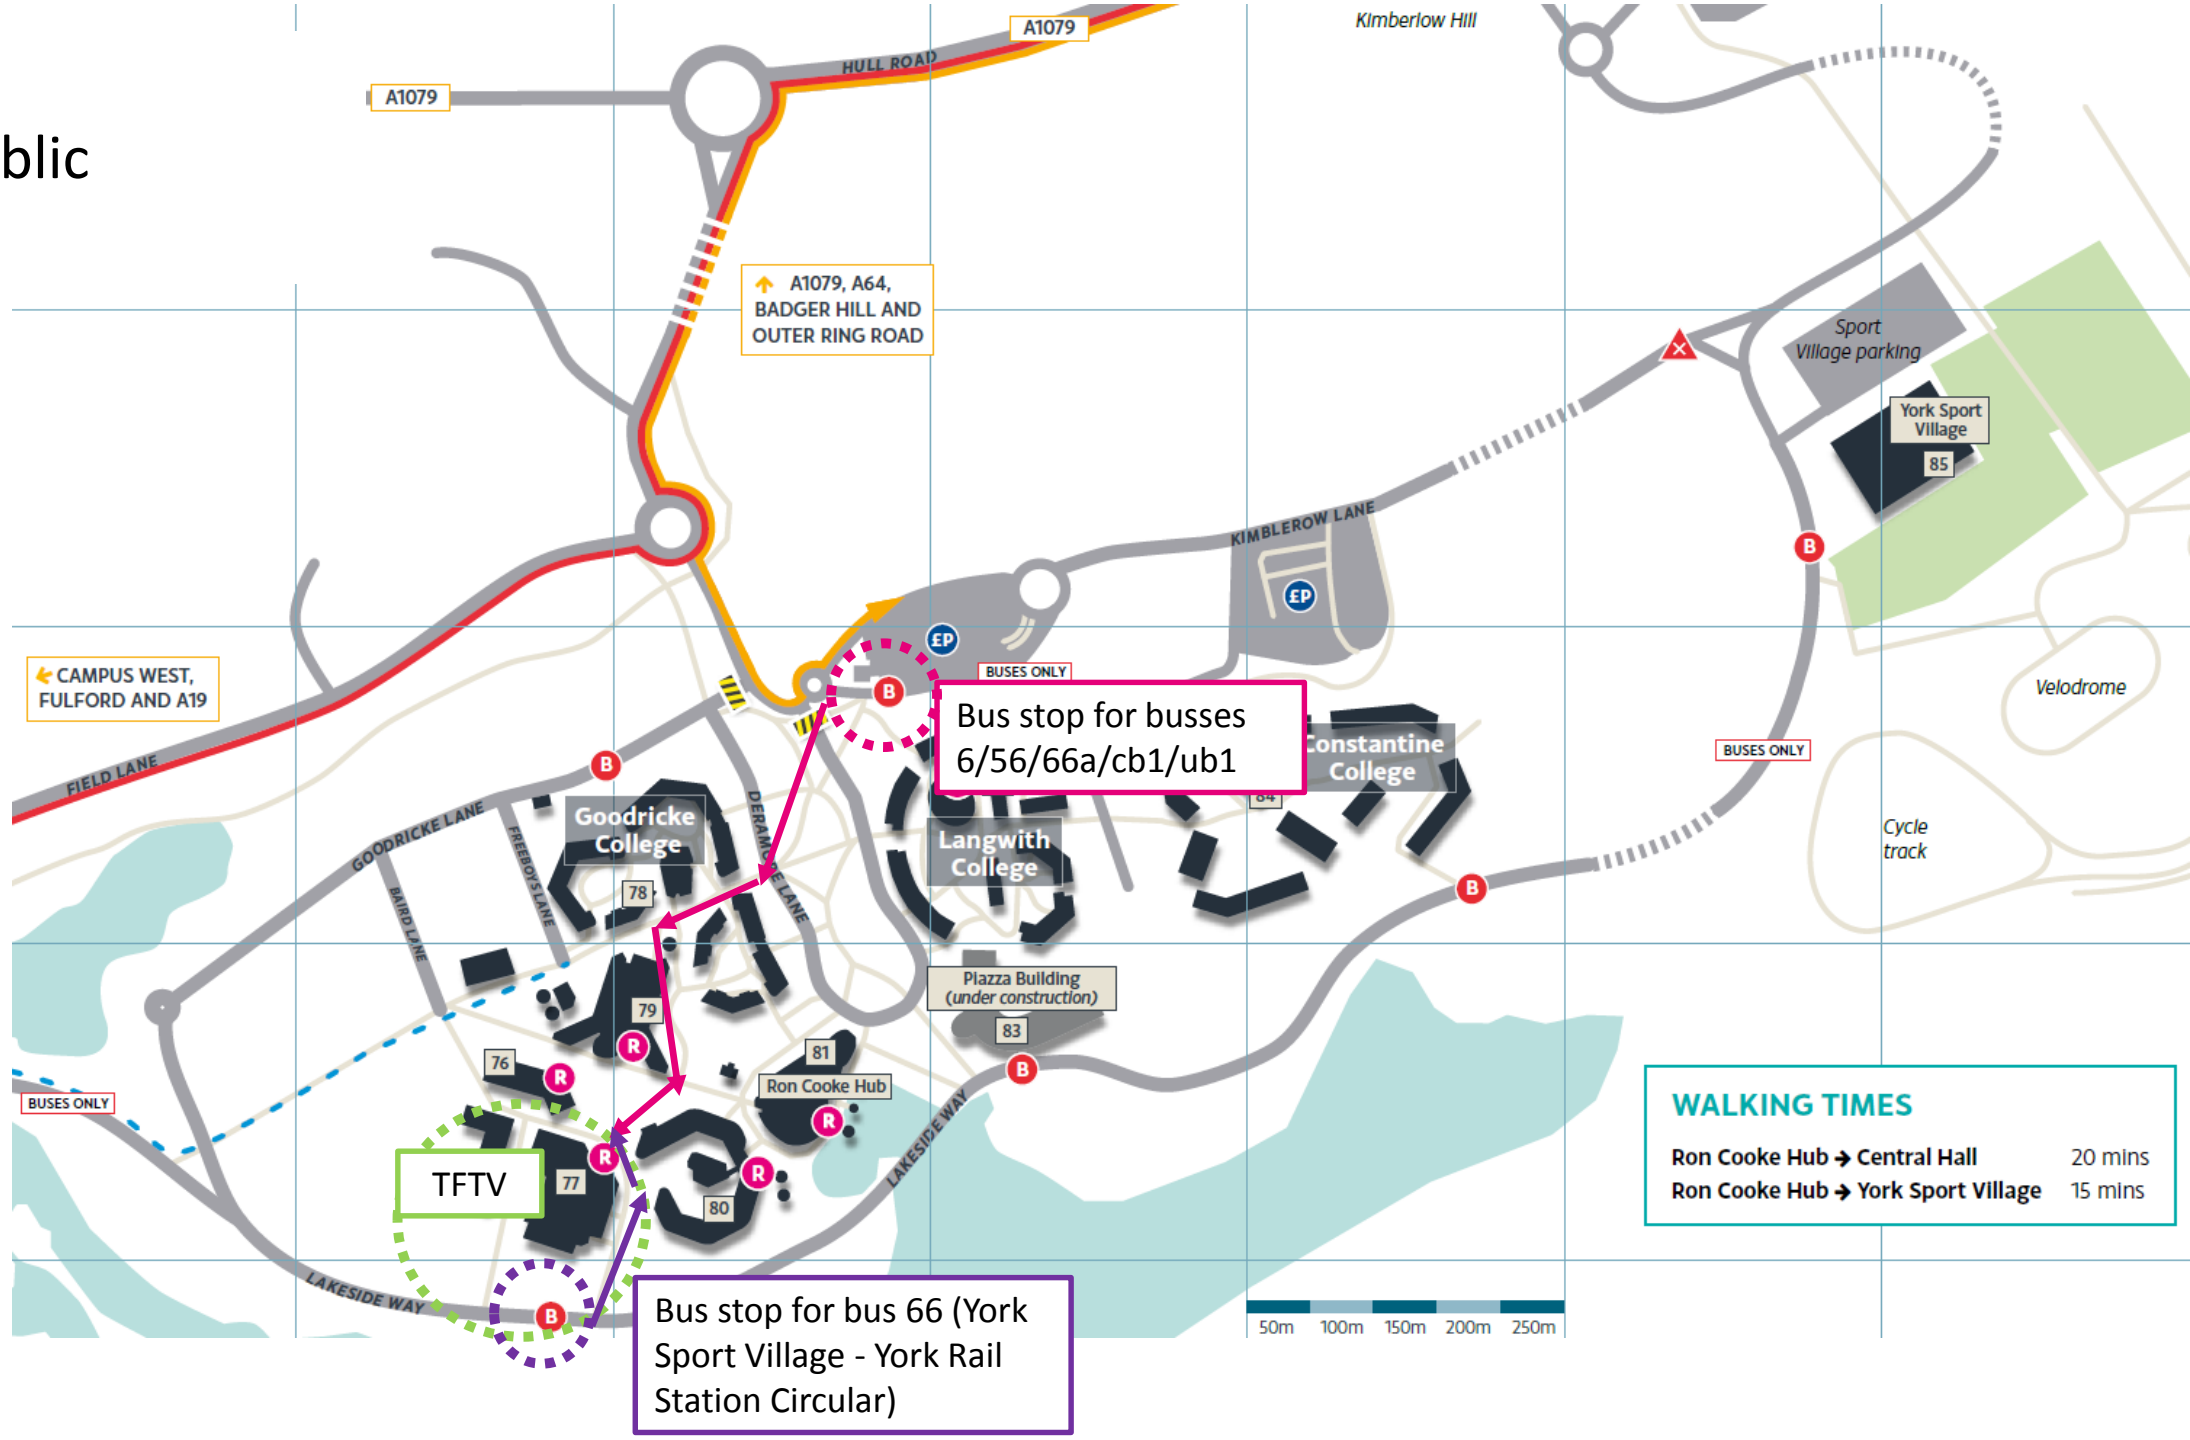 Kimberlow Hill
A1079
HULL ROAD
A1079
blic
A1079, A64,
BADGER HILL AND
OUTER RING ROAD
Sport
Village parking
York Sport
Village
85
KIMBLEROW LANE
£P
£P
B
CAMPUS WEST,
FULFORD AND A19
BUSES ONLY
B
Velodrome
Bus stop for busses
6/56/66a/cb1/ub1
Constantine
College
84
BUSES ONLY
FIELD LANE
B
Goodricke
College
DERAMORE LANE
GOODRICKE LANE
FREEBOYS LANE
BAIRD LANE
78
Langwith
College
Cycle
track
B
Piazza Building
(under construction)
83
B
79
R
76
R
81
Ron Cooke Hub
R
BUSES ONLY
LAKESIDE WAY
TFTV
77
R
R
80
WALKING TIMES
Ron Cooke Hub → Central Hall 20 mins
Ron Cooke Hub → York Sport Village 15 mins
LAKESIDE WAY
B
Bus stop for bus 66 (York
Sport Village - York Rail
Station Circular)
50m 100m 150m 200m 250m